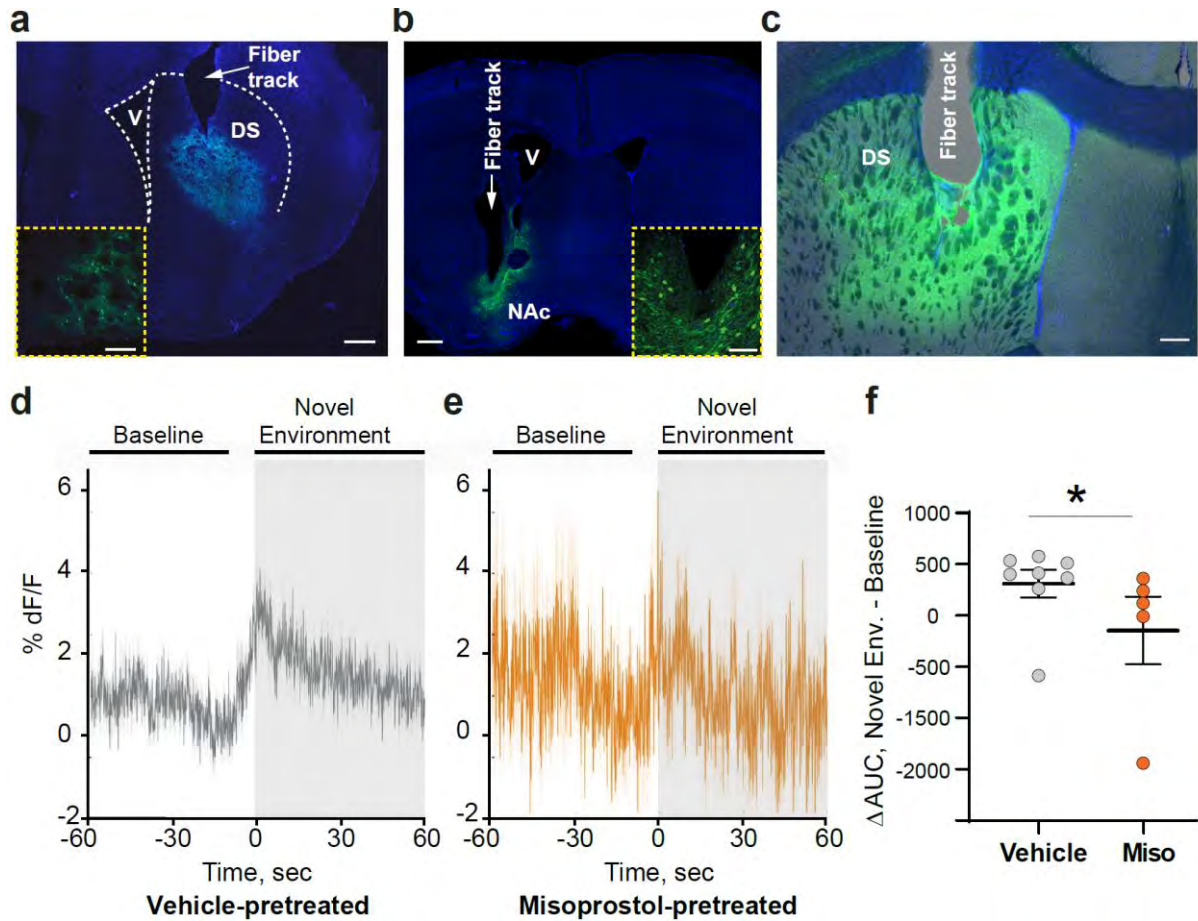 a
Fiber
track
V
DS
b
Fiber track
V
NAc
c
DS
Fiber track
d
Baseline
Novel
Environment
% dF/F
6
4
2
0
-2
-60
-30
0
30
60
Time, sec
Vehicle-pretreated
e
Baseline
Novel
Environment
6
4
2
0
-2
-60
-30
0
30
60
Time, sec
Misoprostol-pretreated
f
*
ΔAUC, Novel Env. - Baseline
1000
500
0
-500
-1500
-1000
-2000
Vehicle
Miso